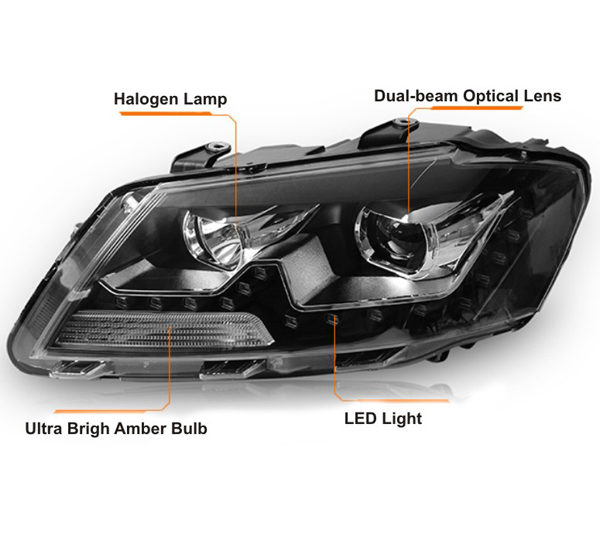 Halogen Lamp
Dual-beam Optical Lens
Ultra Brigh Amber Bulb
LED Light